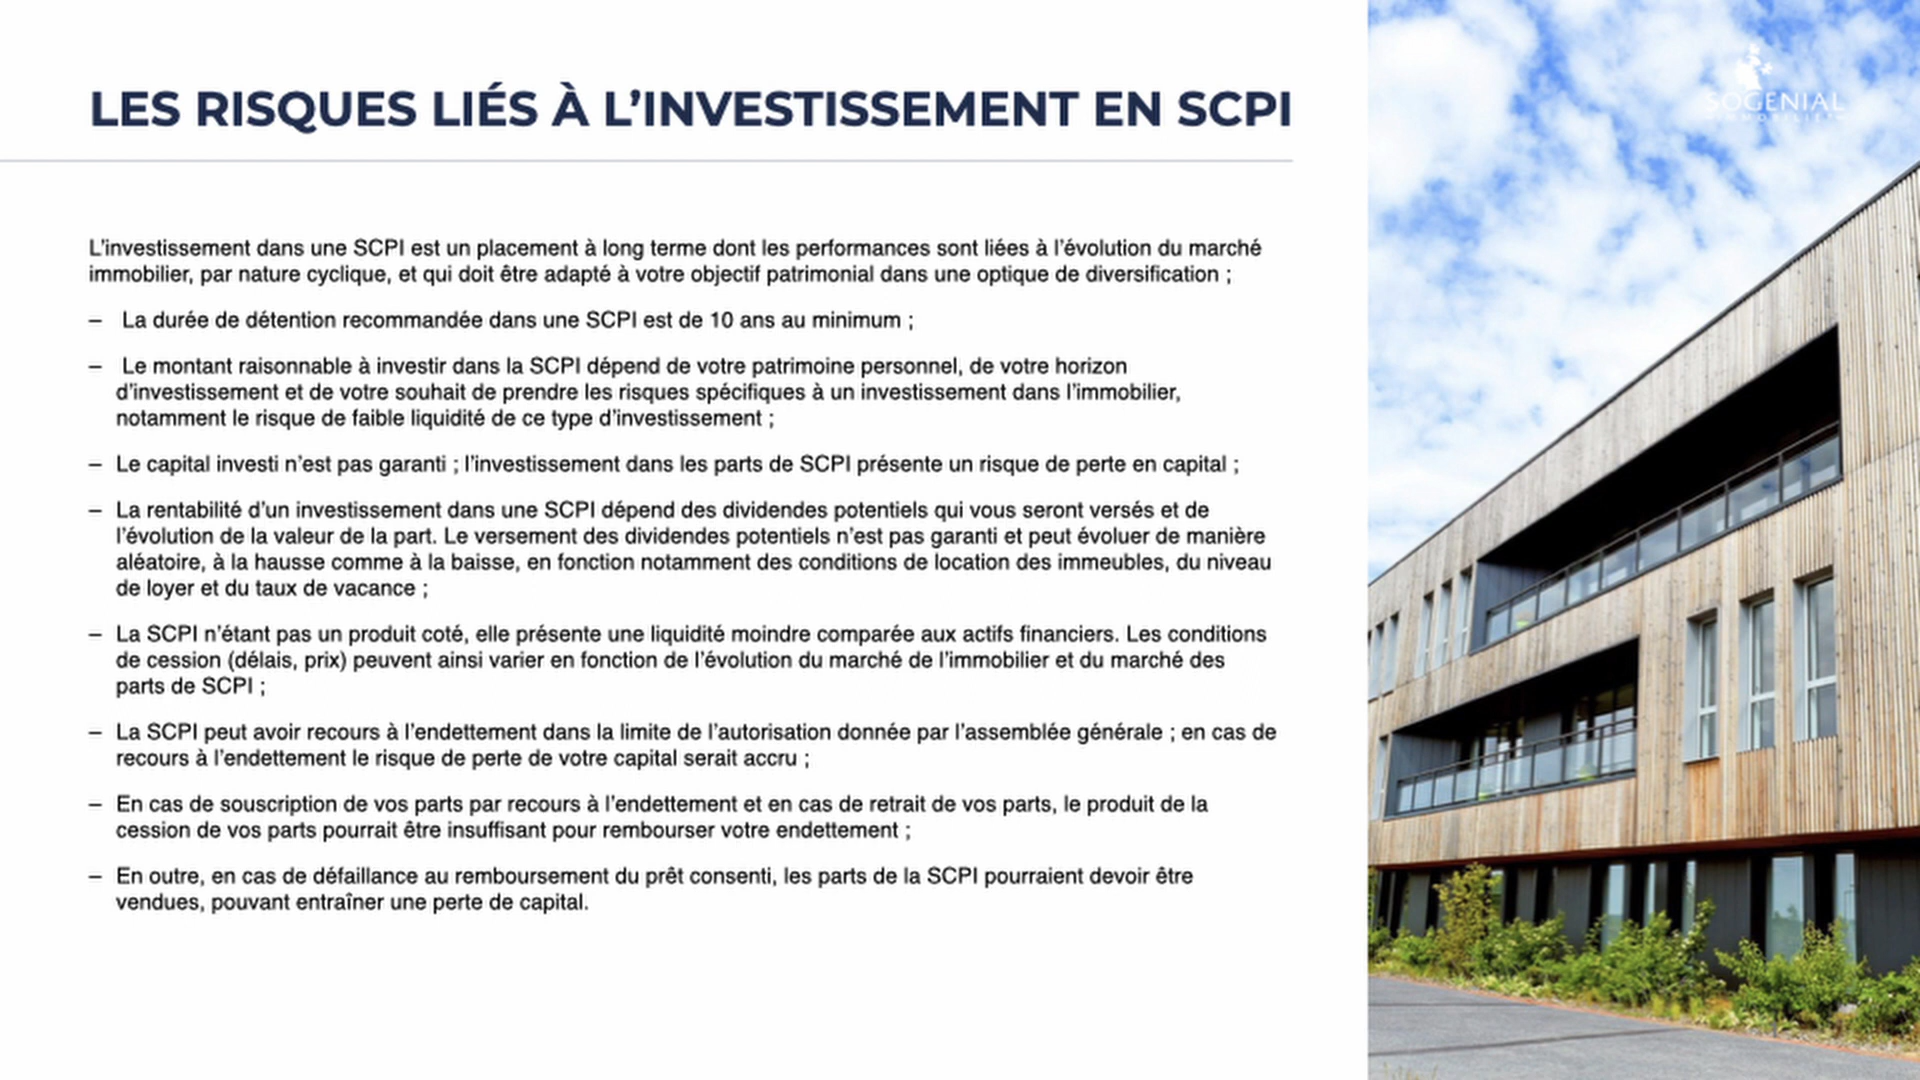 LES RISQUES LIÉS À L’INVESTISSEMENT EN SCPI
SOGENIAL
IMMOBILIER
L’investissement dans une SCPI est un placement à long terme dont les performances sont liées à l’évolution du marché
immobilier, par nature cyclique, et qui doit être adapté à votre objectif patrimonial dans une optique de diversification ;
– La durée de détention recommandée dans une SCPI est de 10 ans au minimum ;
– Le montant raisonnable à investir dans la SCPI dépend de votre patrimoine personnel, de votre horizon
d’investissement et de votre souhait de prendre les risques spécifiques à un investissement dans l’immobilier,
notamment le risque de faible liquidité de ce type d’investissement ;
– Le capital investi n’est pas garanti ; l’investissement dans les parts de SCPI présente un risque de perte en capital ;
– La rentabilité d’un investissement dans une SCPI dépend des dividendes potentiels qui vous seront versés et de
l’évolution de la valeur de la part. Le versement des dividendes potentiels n’est pas garanti et peut évoluer de manière
aléatoire, à la hausse comme à la baisse, en fonction notamment des conditions de location des immeubles, du niveau
de loyer et du taux de vacance ;
– La SCPI n’étant pas un produit coté, elle présente une liquidité moindre comparée aux actifs financiers. Les conditions
de cession (délais, prix) peuvent ainsi varier en fonction de l’évolution du marché de l’immobilier et du marché des
parts de SCPI ;
– La SCPI peut avoir recours à l’endettement dans la limite de l’autorisation donnée par l’assemblée générale ; en cas de
recours à l’endettement le risque de perte de votre capital serait accru ;
– En cas de souscription de vos parts par recours à l’endettement et en cas de retrait de vos parts, le produit de la
cession de vos parts pourrait être insuffisant pour rembourser votre endettement ;
– En outre, en cas de défaillance au remboursement du prêt consenti, les parts de la SCPI pourraient devoir être
vendues, pouvant entraîner une perte de capital.